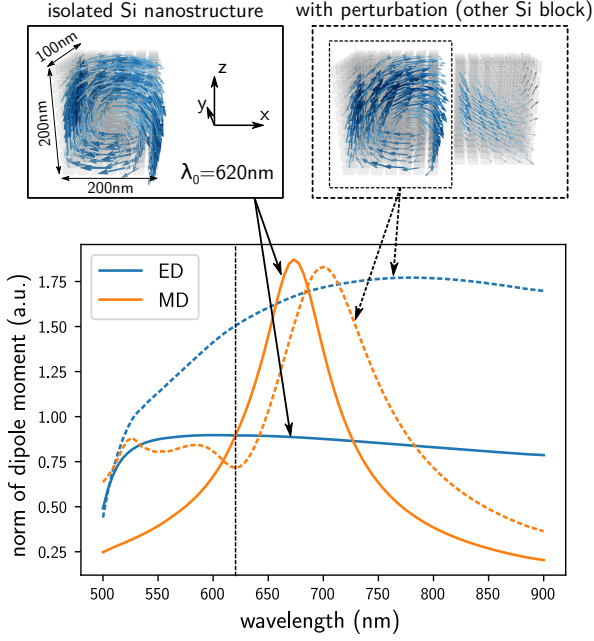 isolated Si nanostructure
with perturbation (other Si block)
100nm
200nm
200nm
z
y
x
λ₀=620nm
ED
MD
norm of dipole moment (a.u.)
1.75
1.50
1.25
1.00
0.75
0.50
0.25
500 550 600 650 700 750 800 850 900
wavelength (nm)